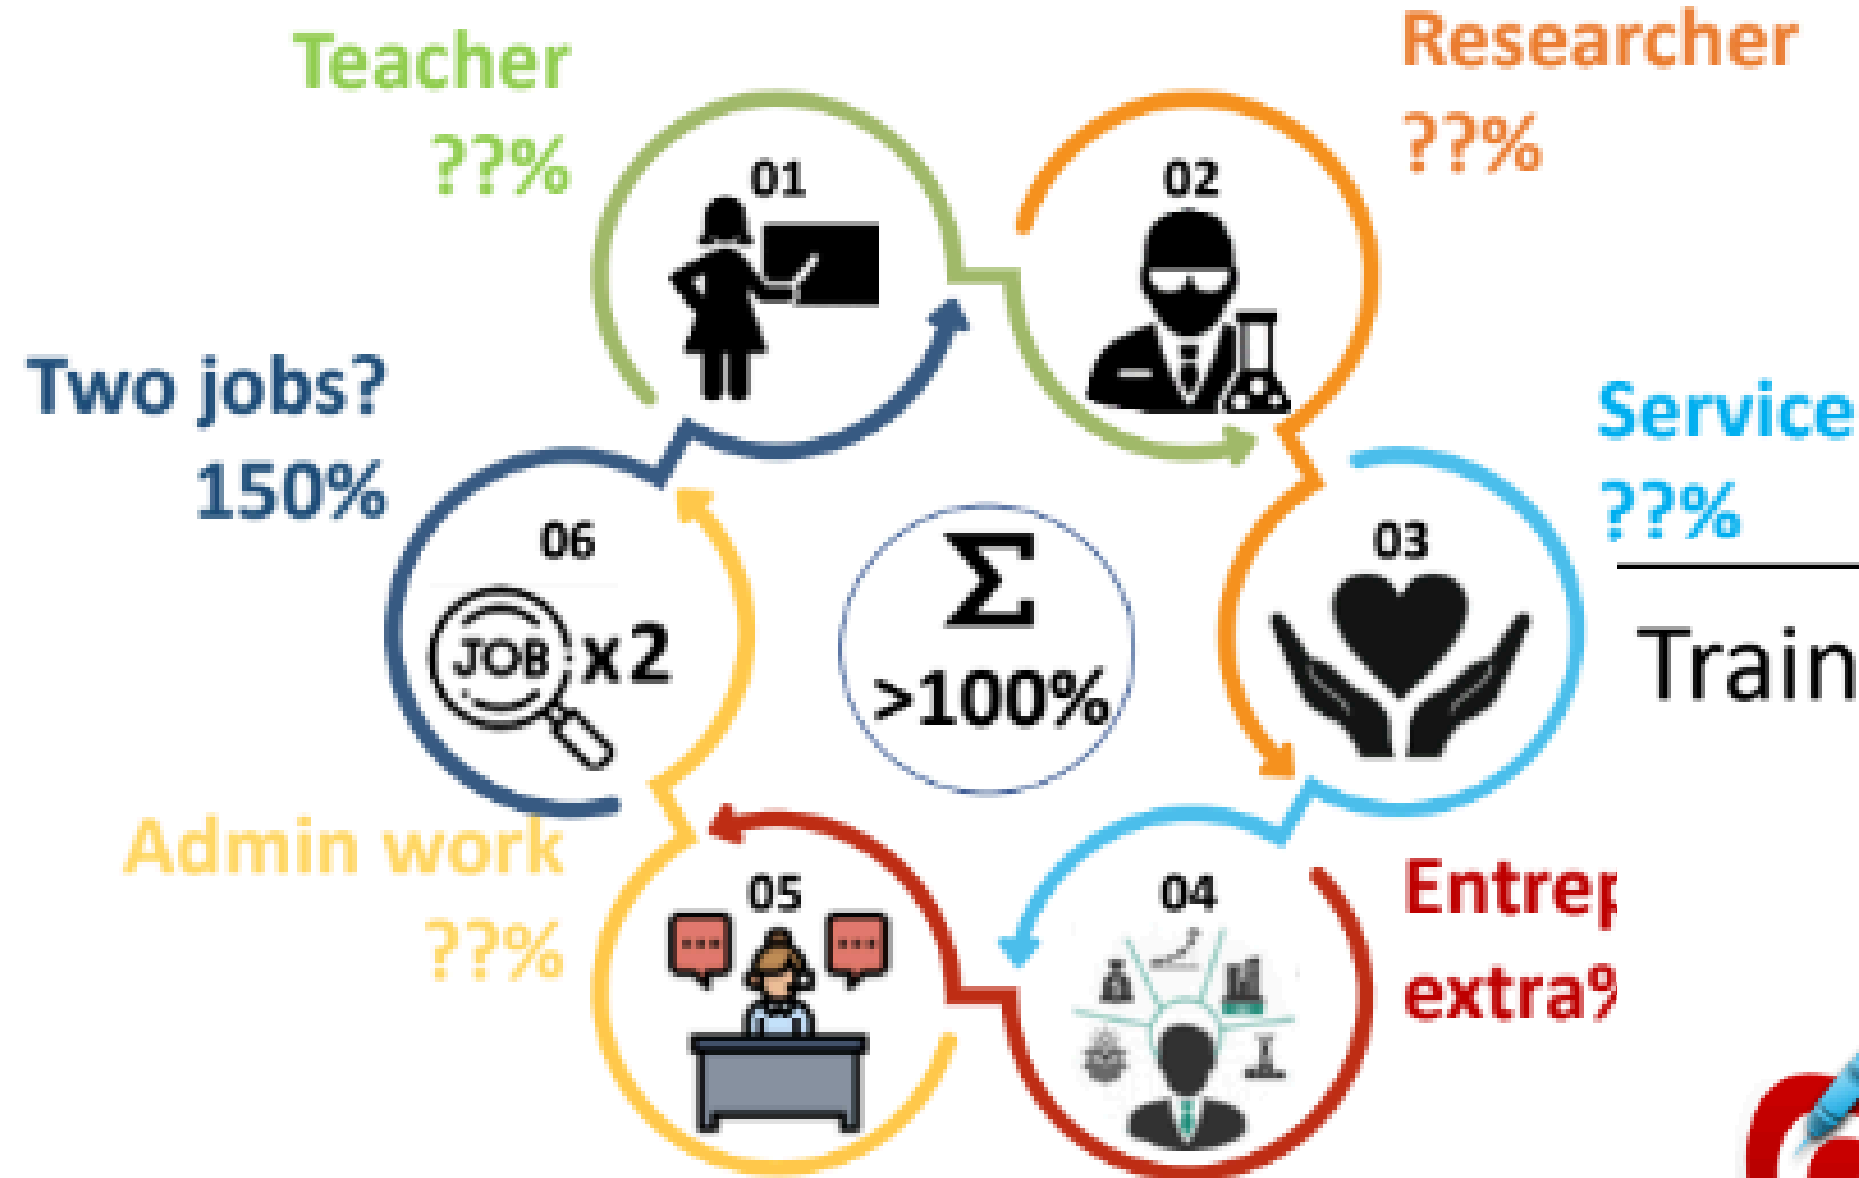 Teacher
??%
Researcher
??%
01
02
Two jobs?
150%
Service
??%
06
03
JOB x2
Σ
>100%
Train
Admin work
??%
05
04
Entrep
extra%